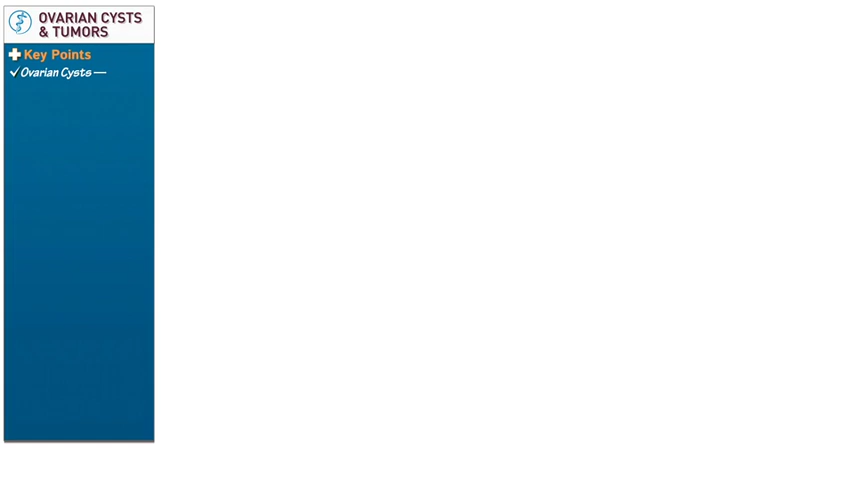 OVARIAN CYSTS
& TUMORS
Key Points
Ovarian Cysts —